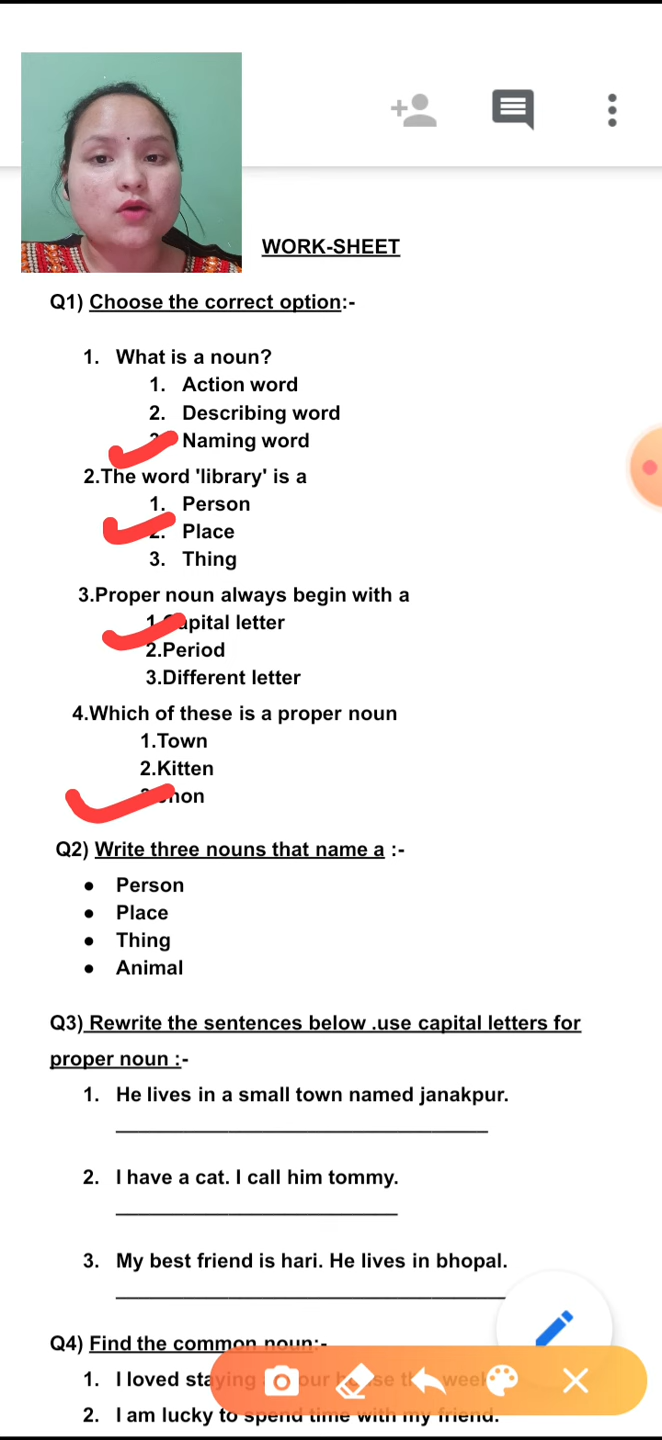 WORK-SHEET
Q1) Choose the correct option:-
1. What is a noun?
1. Action word
2. Describing word
Naming word
2.The word 'library' is a
1. Person
2. Place
3. Thing
3.Proper noun always begin with a
1.Capital letter
2.Period
3.Different letter
4.Which of these is a proper noun
1.Town
2.Kitten
Q2) Write three nouns that name a :-
● Person
● Place
● Thing
● Animal
Q3) Rewrite the sentences below .use capital letters for
proper noun :-
1. He lives in a small town named janakpur.
2. I have a cat. I call him tommy.
3. My best friend is hari. He lives in bhopal.
Q4) Find the common noun:-
1. I loved staying our
2. I am lucky to spend time with my friend.